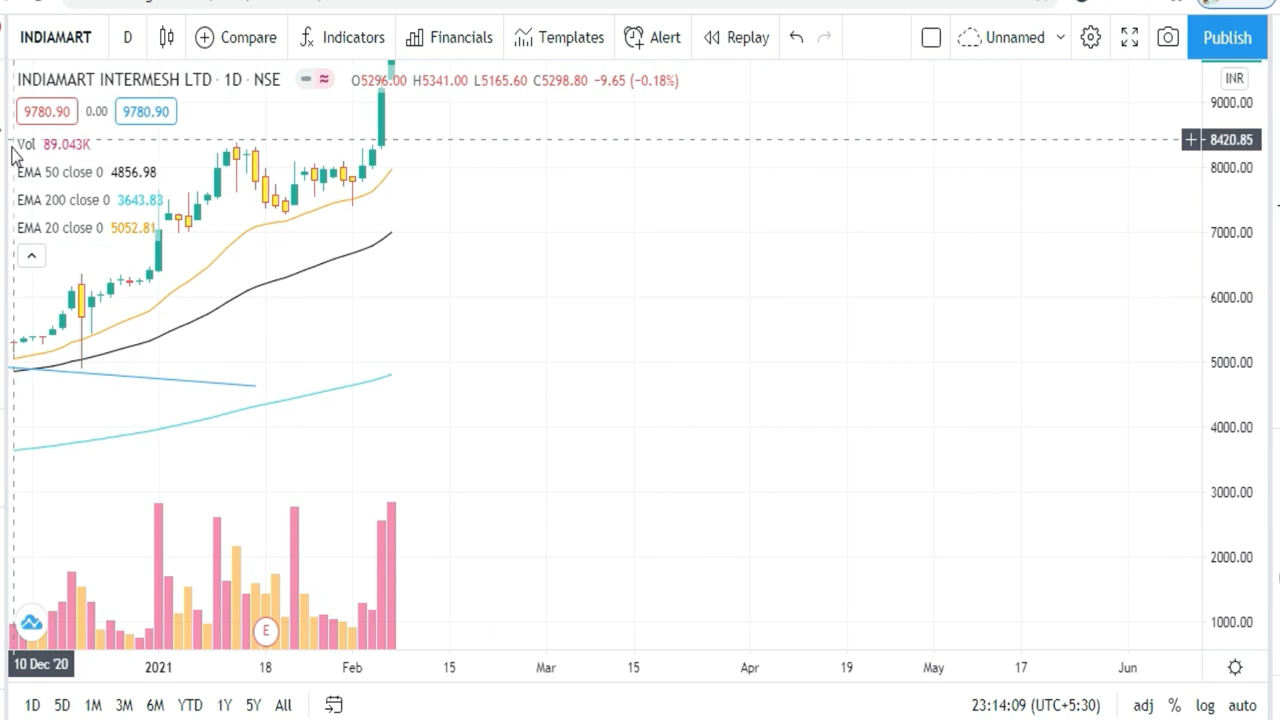 INDIAMART D Compare Indicators Financials Templates Alert Replay Unnamed Publish
INDIAMART INTERMESH LTD · 1D · NSE O5296.00 H5341.00 L5165.60 C5298.80 −9.65 (−0.18%) INR
9780.90 0.00 9780.90
9000.00
Vol 89.043K
8420.85
8000.00
EMA 50 close 0 4856.98
EMA 200 close 0 3643.83
EMA 20 close 0 5052.81
7000.00
6000.00
5000.00
4000.00
3000.00
2000.00
1000.00
E
10 Dec '20 2021 18 Feb 15 Mar 15 Apr 19 May 17 Jun
1D 5D 1M 3M 6M YTD 1Y 5Y All 23:14:09 (UTC+5:30) adj % log auto